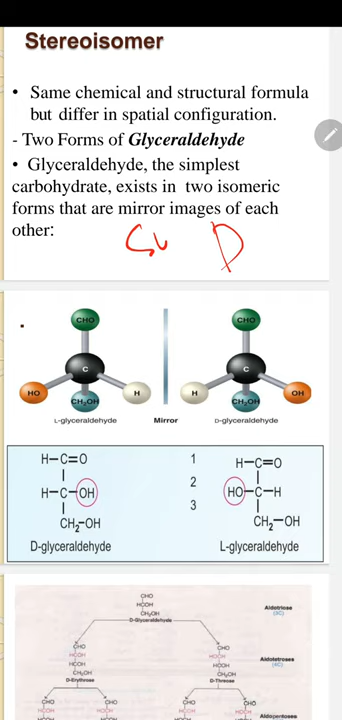 Stereoisomer
• Same chemical and structural formula
but differ in spatial configuration.
- Two Forms of Glyceraldehyde
• Glyceraldehyde, the simplest
carbohydrate, exists in two isomeric
forms that are mirror images of each
other:
D
CHO CHO
C C
HO CH₂OH H H CH₂OH OH
L-glyceraldehyde Mirror D-glyceraldehyde
H–C=O 1 H–C=O
H–C–OH 2 HO–C–H
CH₂–OH 3 CH₂–OH
D-glyceraldehyde L-glyceraldehyde
CHO
HCOH
CH₂OH
D-Glyceraldehyde
Aldotriose
(3C)
CHO CHO
HCOH HOCH
HCOH HCOH
CH₂OH CH₂OH
D-Erythrose D-Threose
Aldotetroses
(4C)
CHO CHO CHO CHO
Aldopentoses